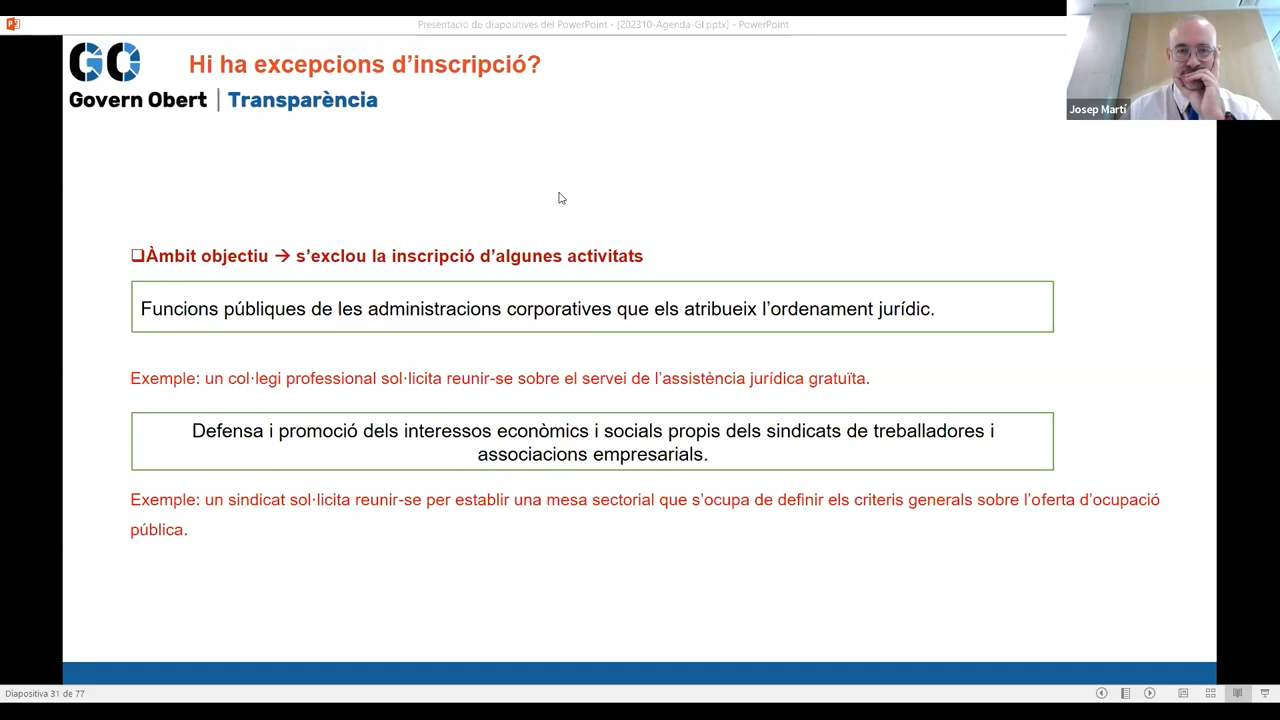 Presentació de diapositives del PowerPoint - [202310-Agenda-GI.pptx] - PowerPoint
GO
Hi ha excepcions d’inscripció?
Govern Obert | Transparència
Josep Martí
❑Àmbit objectiu → s’exclou la inscripció d’algunes activitats
Funcions públiques de les administracions corporatives que els atribueix l’ordenament jurídic.
Exemple: un col·legi professional sol·licita reunir-se sobre el servei de l’assistència jurídica gratuïta.
Defensa i promoció dels interessos econòmics i socials propis dels sindicats de treballadores i
associacions empresarials.
Exemple: un sindicat sol·licita reunir-se per establir una mesa sectorial que s’ocupa de definir els criteris generals sobre l’oferta d’ocupació
pública.
Diapositiva 31 de 77